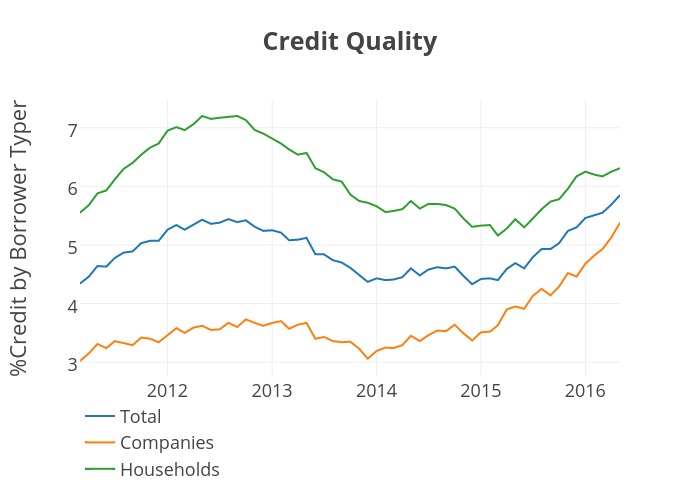 Credit Quality
%Credit by Borrower Typer
7
6
5
4
3
2012 2013 2014 2015 2016
Total
Companies
Households